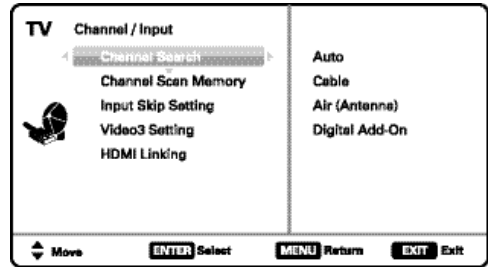 TV Channel / Input
Channel Search
Channel Scan Memory
Input Skip Setting
Video3 Setting
HDMI Linking
Auto
Cable
Air (Antenna)
Digital Add-On
Move ENTER Select MENU Return EXIT Exit